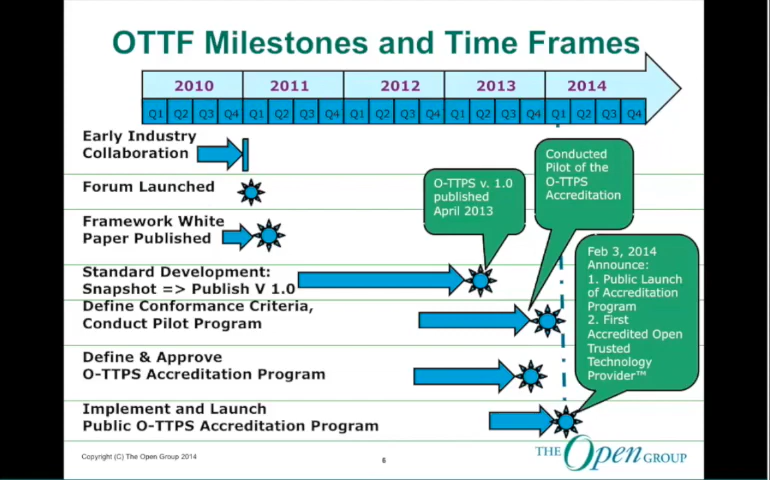 OTTF Milestones and Time Frames
2010 2011 2012 2013 2014
Q1 Q2 Q3 Q4 Q1 Q2 Q3 Q4 Q1 Q2 Q3 Q4 Q1 Q2 Q3 Q4 Q1 Q2 Q3 Q4
Early Industry
Collaboration
Forum Launched
Framework White
Paper Published
Standard Development:
Snapshot => Publish V 1.0
Define Conformance Criteria,
Conduct Pilot Program
Define & Approve
O-TTPS Accreditation Program
Implement and Launch
Public O-TTPS Accreditation Program
O-TTPS v. 1.0
published
April 2013
Conducted
Pilot of the
O-TTPS
Accreditation
Feb 3, 2014
Announce:
1. Public Launch
of Accreditation
Program
2. First
Accredited Open
Trusted
Technology
Provider™
Copyright (C) The Open Group 2014
6
THE Open GROUP